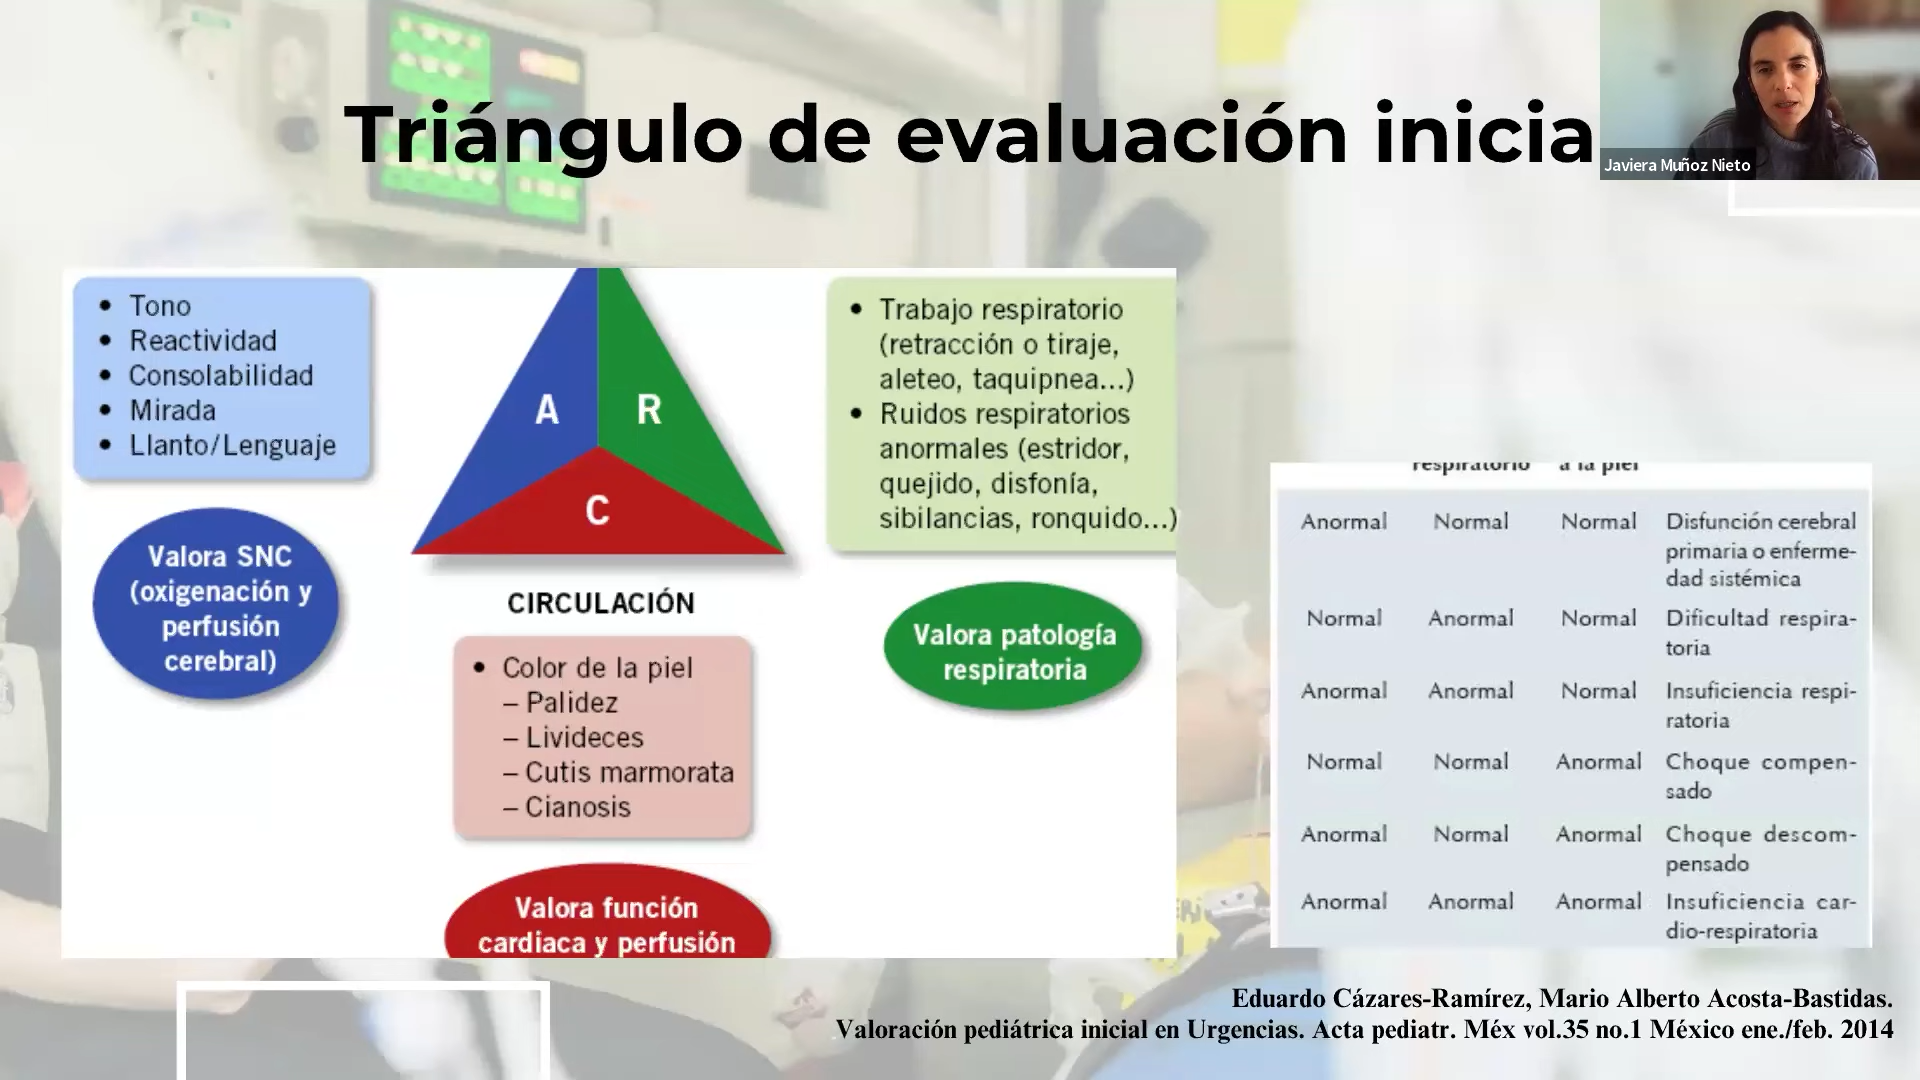 Triángulo de evaluación inicia
Javiera Muñoz Nieto
• Tono
• Reactividad
• Consolabilidad
• Mirada
• Llanto/Lenguaje
Valora SNC
(oxigenación y
perfusión
cerebral)
A
R
C
CIRCULACIÓN
• Color de la piel
– Palidez
– Livideces
– Cutis marmorata
– Cianosis
Valora función
cardiaca y perfusión
• Trabajo respiratorio
(retracción o tiraje,
aleteo, taquipnea...)
• Ruidos respiratorios
anormales (estridor,
quejido, disfonía,
sibilancias, ronquido...)
Valora patología
respiratoria
respiratorio a la piel
Anormal Normal Normal Disfunción cerebral
primaria o enferme-
dad sistémica
Normal Anormal Normal Dificultad respira-
toria
Anormal Anormal Normal Insuficiencia respi-
ratoria
Normal Normal Anormal Choque compen-
sado
Anormal Normal Anormal Choque descom-
pensado
Anormal Anormal Anormal Insuficiencia car-
dio-respiratoria
Eduardo Cázares-Ramírez, Mario Alberto Acosta-Bastidas.
Valoración pediátrica inicial en Urgencias. Acta pediatr. Méx vol.35 no.1 México ene./feb. 2014